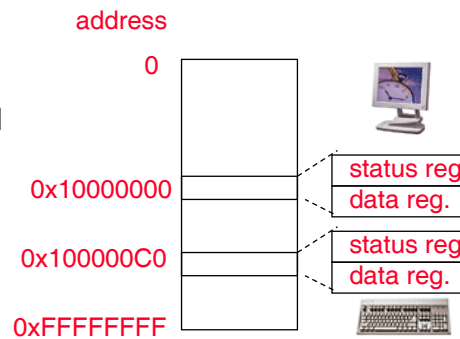 address
0
0x10000000
status reg
data reg.
0x100000C0
status reg
data reg.
0xFFFFFFFF